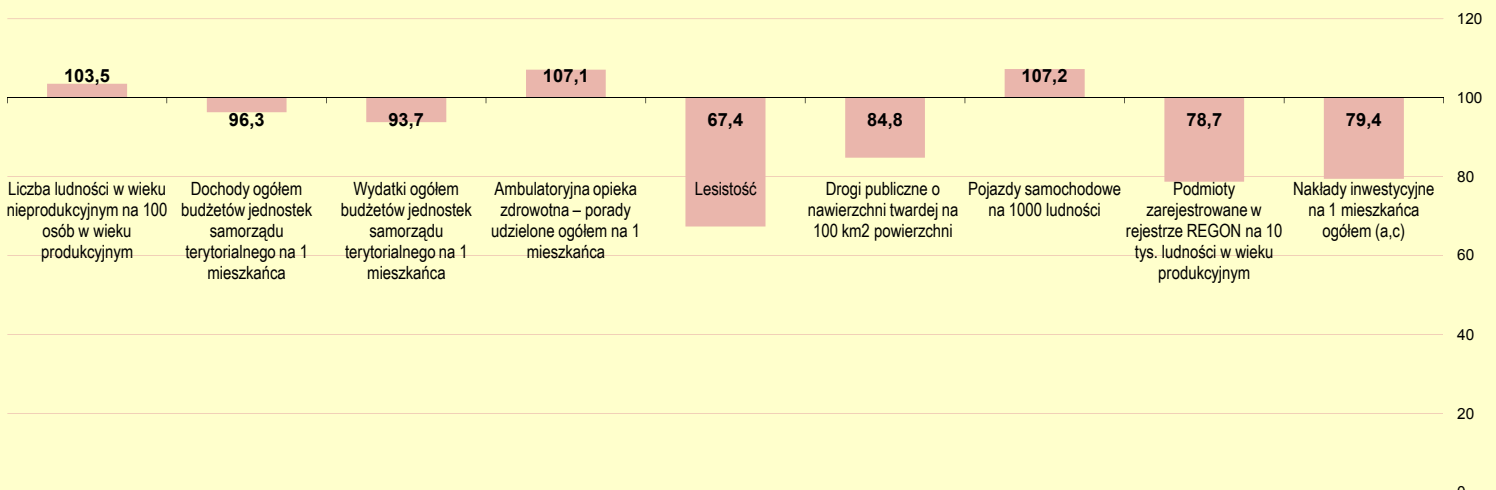 120
103,5
107,1
107,2
100
96,3
93,7
67,4
84,8
78,7
79,4
80
Liczba ludności w wieku
nieprodukcyjnym na 100
osób w wieku
produkcyjnym
Dochody ogółem
budżetów jednostek
samorządu
terytorialnego na 1
mieszkańca
Wydatki ogółem
budżetów jednostek
samorządu
terytorialnego na 1
mieszkańca
Ambulatoryjna opieka
zdrowotna – porady
udzielone ogółem na 1
mieszkańca
Lesistość
Drogi publiczne o
nawierzchni twardej na
100 km2 powierzchni
Pojazdy samochodowe
na 1000 ludności
Podmioty
zarejestrowane w
rejestrze REGON na 10
tys. ludności w wieku
produkcyjnym
Nakłady inwestycyjne
na 1 mieszkańca
ogółem (a,c)
60
40
20
0